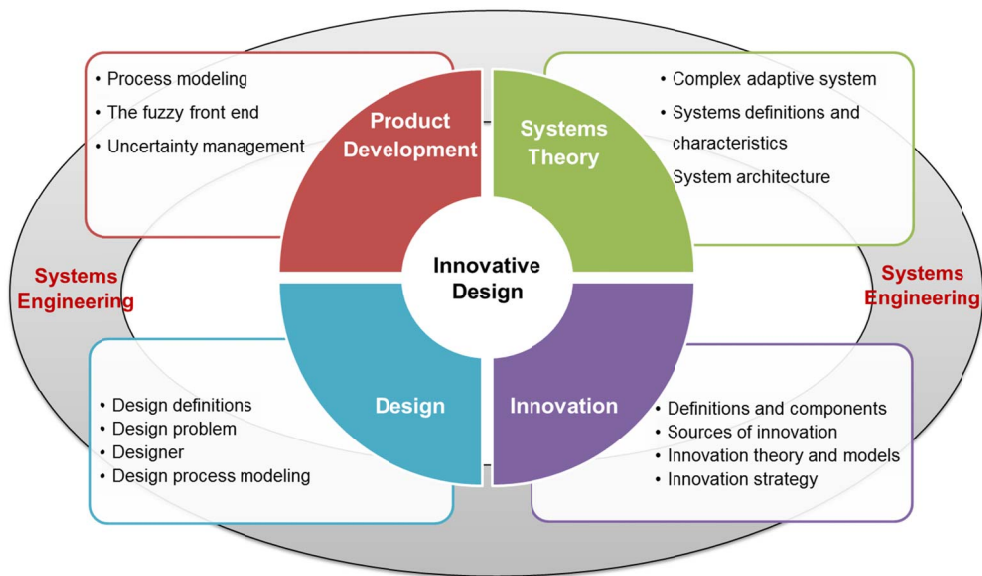 • Process modeling
• The fuzzy front end
• Uncertainty management
Product
Development
Systems
Theory
• Complex adaptive system
• Systems definitions and
characteristics
• System architecture
Systems
Engineering
Innovative
Design
Systems
Engineering
• Design definitions
• Design problem
• Designer
• Design process modeling
Design
Innovation
• Definitions and components
• Sources of innovation
• Innovation theory and models
• Innovation strategy